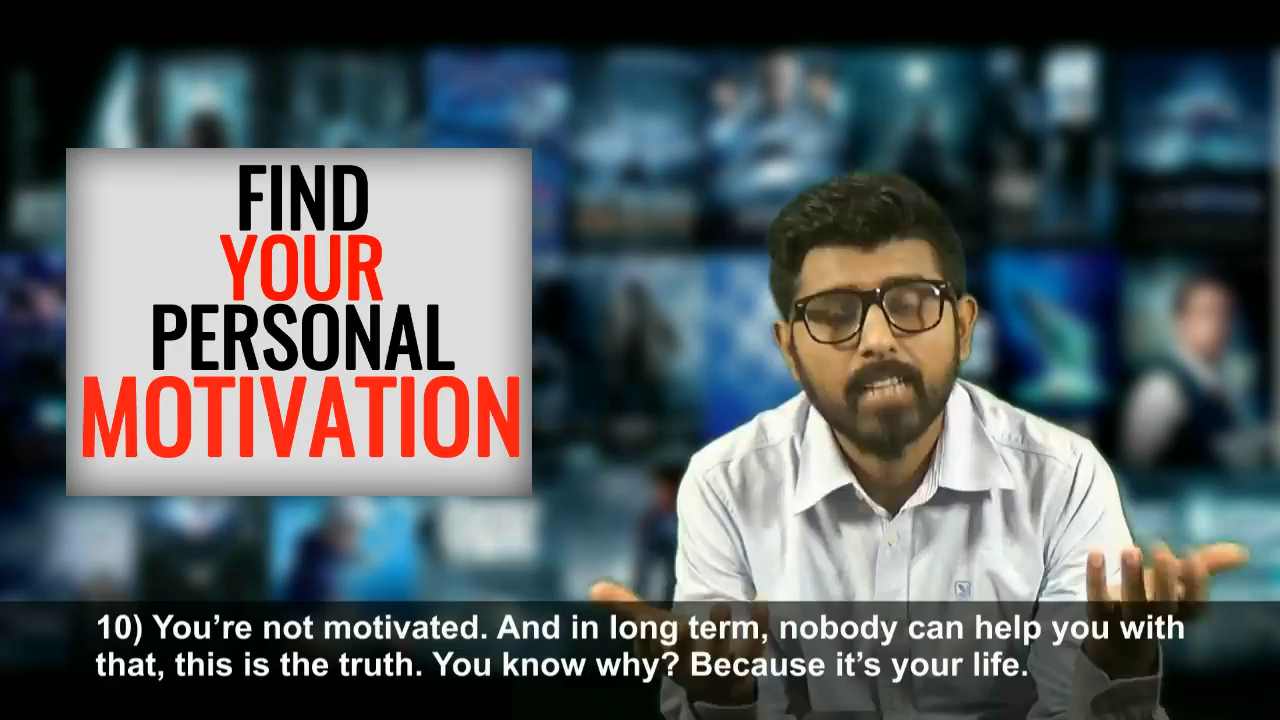 FIND
YOUR
PERSONAL
MOTIVATION
10) You’re not motivated. And in long term, nobody can help you with
that, this is the truth. You know why? Because it’s your life.